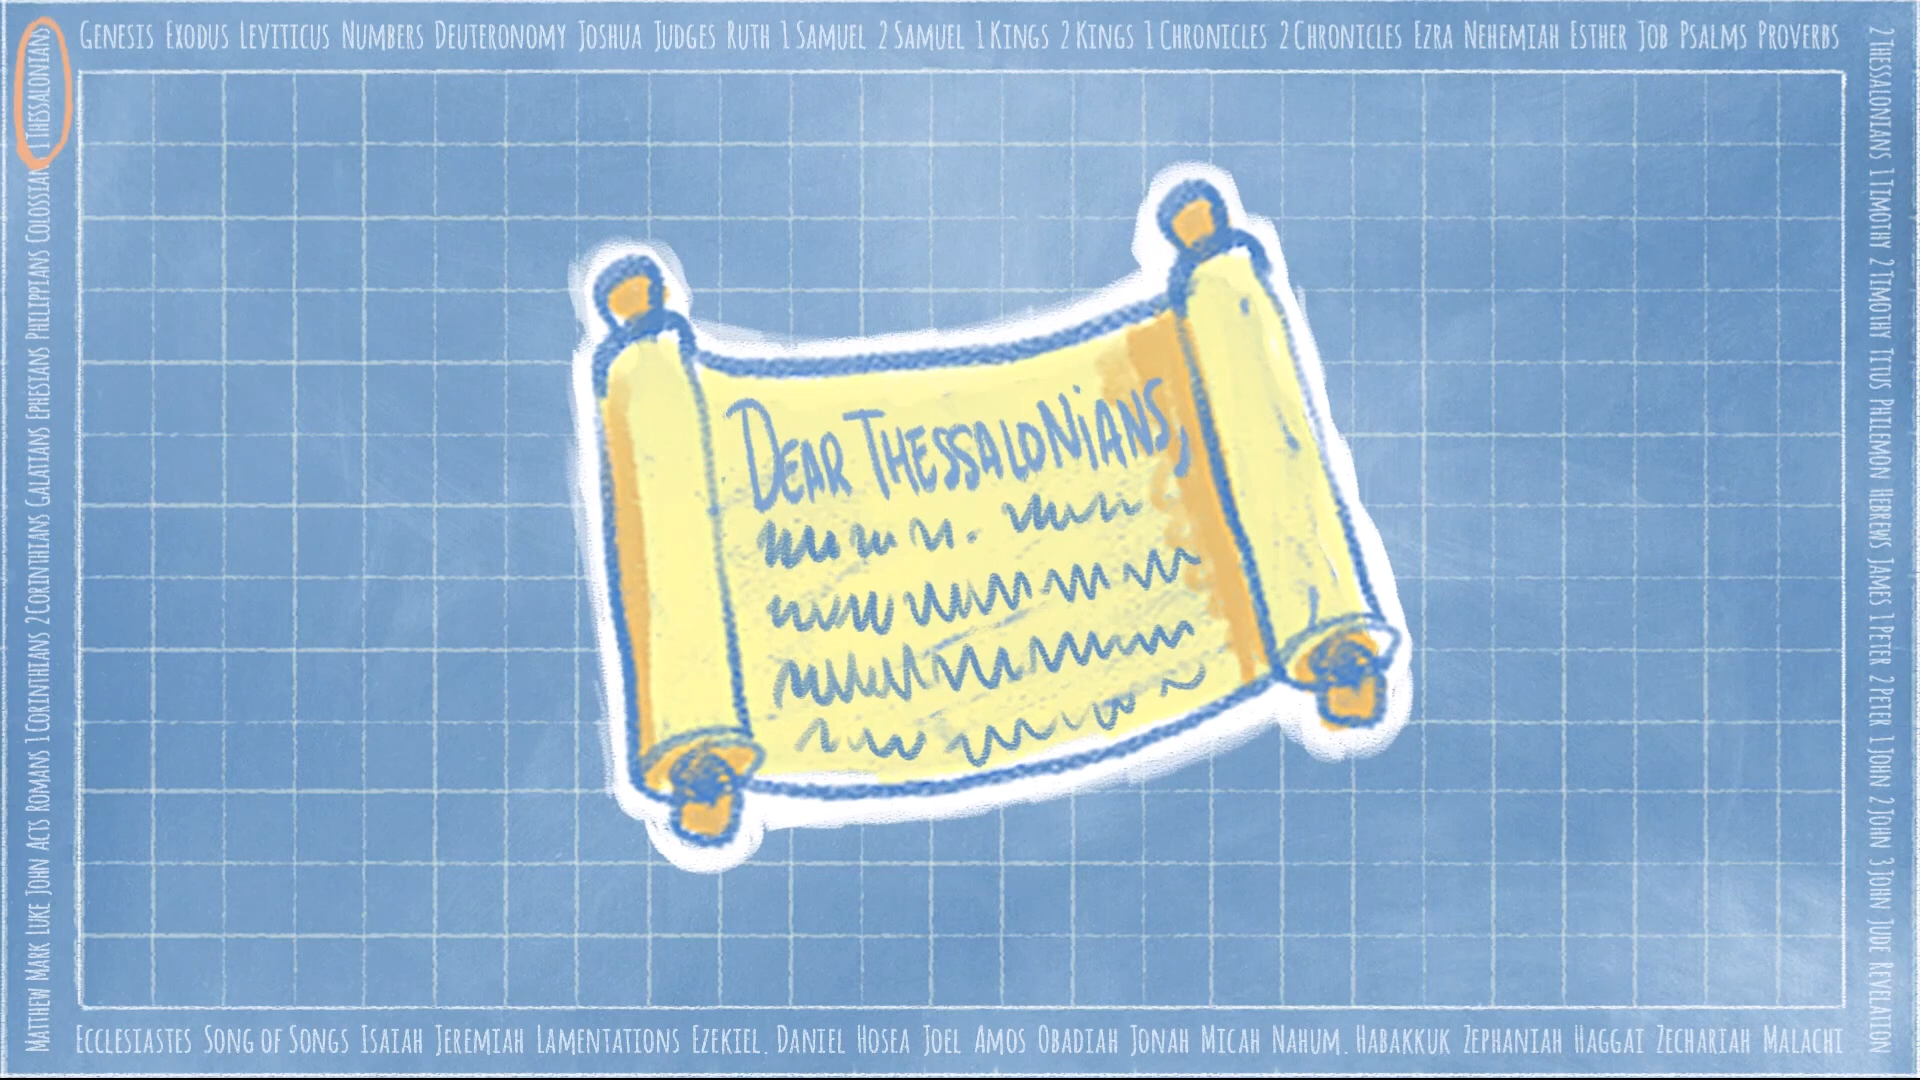 Genesis Exodus Leviticus Numbers Deuteronomy Joshua Judges Ruth 1 Samuel 2 Samuel 1 Kings 2 Kings 1 Chronicles 2 Chronicles Ezra Nehemiah Esther Job Psalms Proverbs
Ecclesiastes Song of Songs Isaiah Jeremiah Lamentations Ezekiel. Daniel Hosea Joel Amos Obadiah Jonah Micah Nahum. Habakkuk Zephaniah Haggai Zechariah Malachi
Matthew Mark Luke John Acts Romans 1 Corinthians 2 Corinthians Galatians Ephesians Philippians Colossians 1 Thessalonians
2 Thessalonians 1 Timothy 2 Timothy Titus Philemon Hebrews James 1 Peter 2 Peter 1 John 2 John 3 John Jude Revelation
Dear Thessalonians,